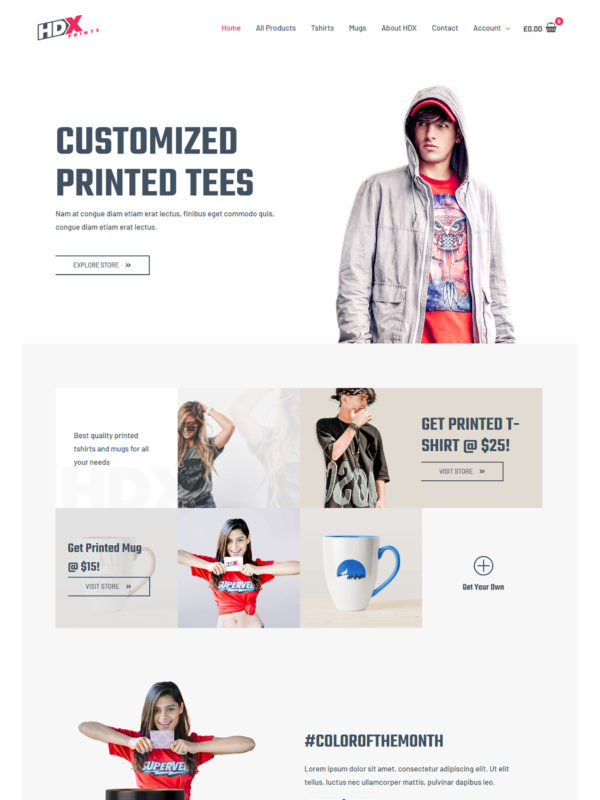 HDX
PRINTS
Home
All Products
Tshirts
Mugs
About HDX
Contact
Account
£0.00
0
CUSTOMIZED
PRINTED TEES
Nam at congue diam etiam erat lectus, finibus eget commodo quis,
congue diam etiam erat lectus.
EXPLORE STORE »
Best quality printed
tshirts and mugs for all
your needs
HDX
GET PRINTED T-
SHIRT @ $25!
VISIT STORE »
Get Printed Mug
@ $15!
VISIT STORE »
SUPERVE
Get Your Own
SUPERVE
#COLOROFTHEMONTH
Lorem ipsum dolor sit amet, consectetur adipiscing elit. Ut elit
tellus, luctus nec ullamcorper mattis, pulvinar dapibus leo.